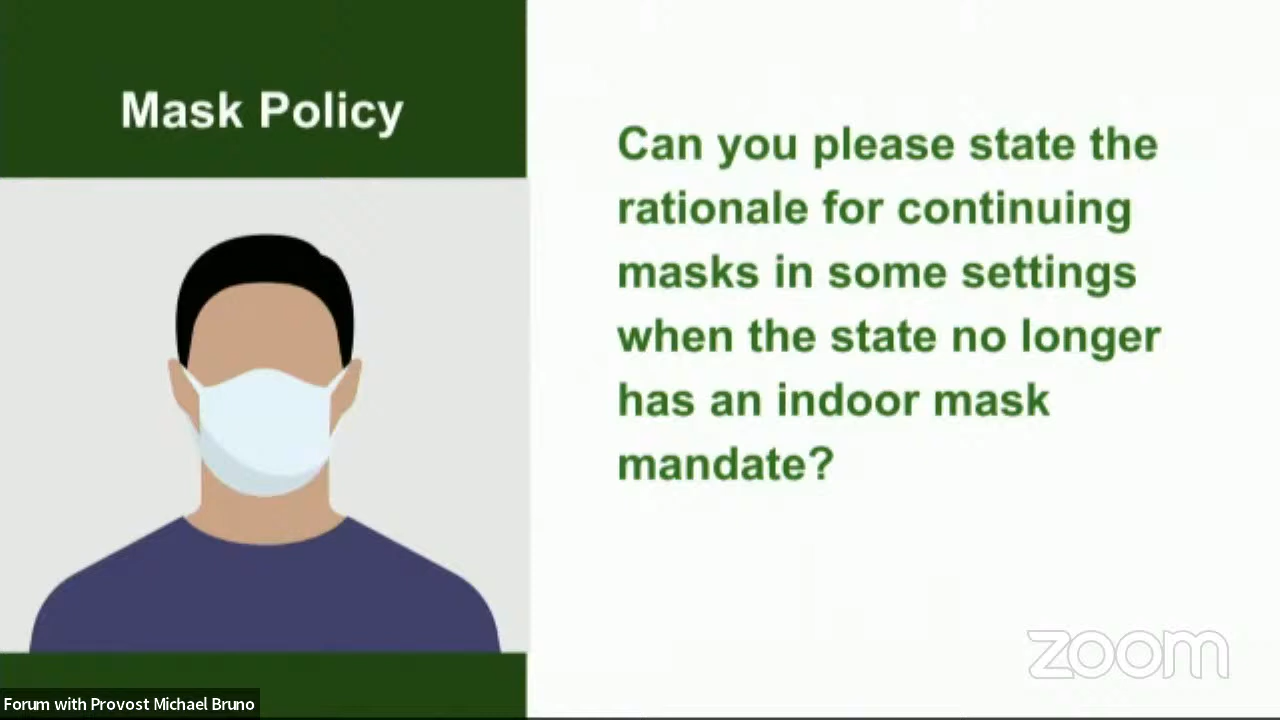 Mask Policy
Can you please state the
rationale for continuing
masks in some settings
when the state no longer
has an indoor mask
mandate?
zoom
Forum with Provost Michael Bruno